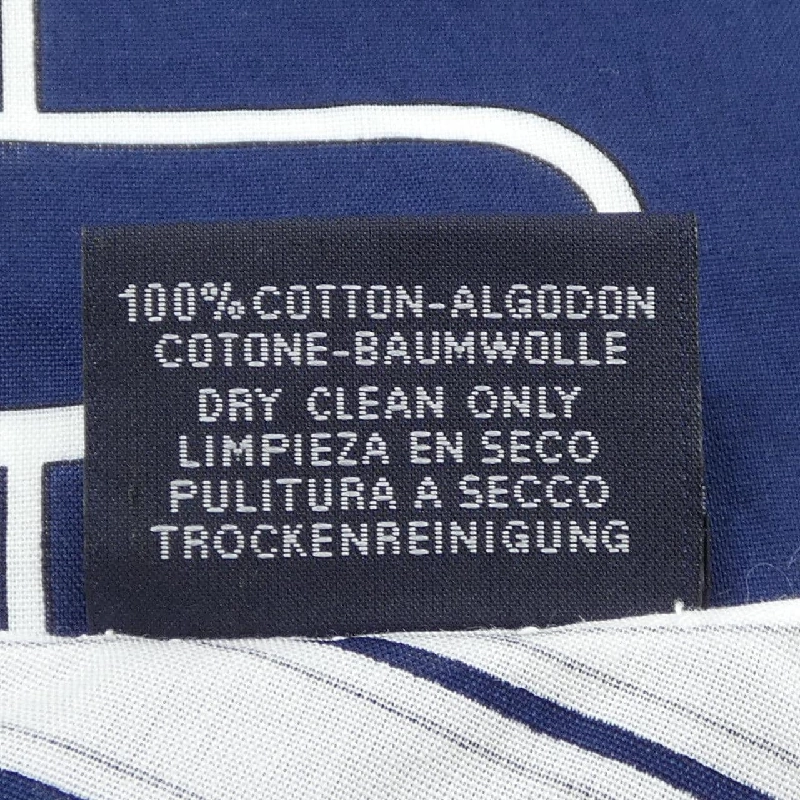 100% COTTON-ALGODON
COTONE-BAUMWOLLE
DRY CLEAN ONLY
LIMPIEZA EN SECO
PULITURA A SECCO
TROCKENREINIGUNG